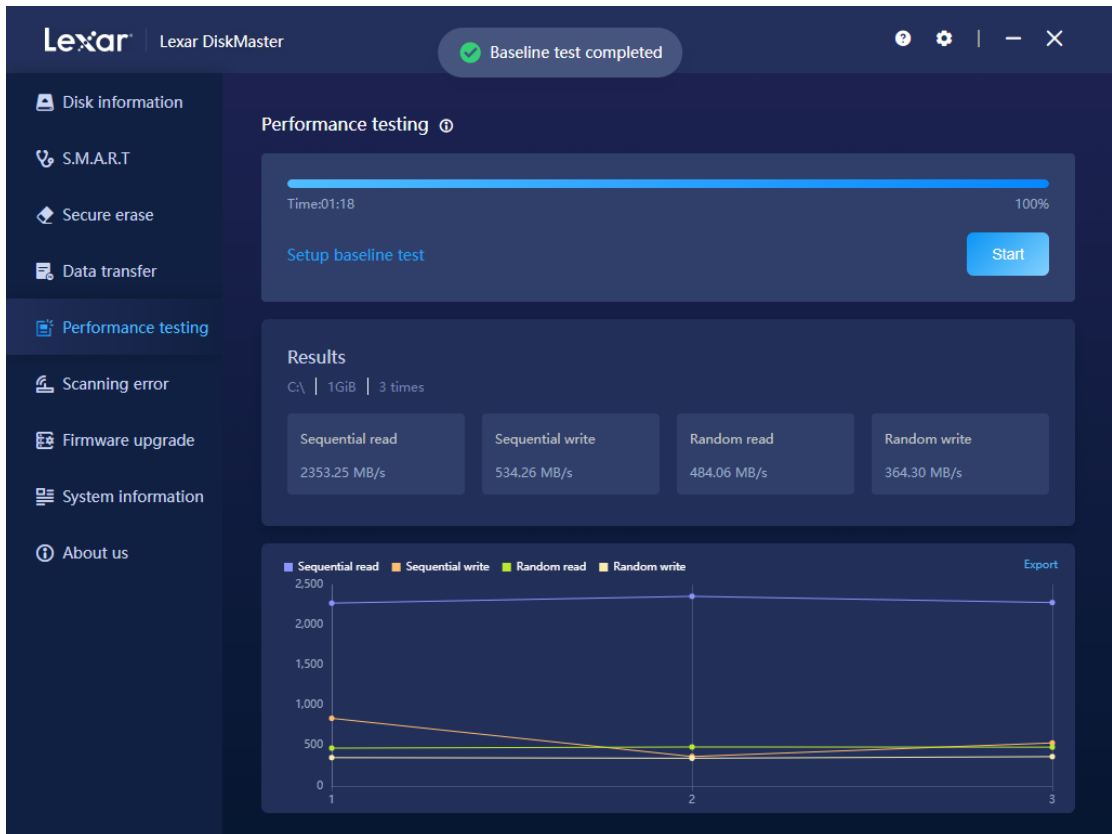 Lexar Lexar DiskMaster
Baseline test completed
Disk information
S.M.A.R.T
Secure erase
Data transfer
Performance testing
Scanning error
Firmware upgrade
System information
About us
Performance testing
Time:01:18 100%
Setup baseline test
Start
Results
C:\ | 1GiB | 3 times
Sequential read Sequential write Random read Random write
2353.25 MB/s 534.26 MB/s 484.06 MB/s 364.30 MB/s
Sequential read Sequential write Random read Random write
Export
2,500
2,000
1,500
1,000
500
0
1 2 3